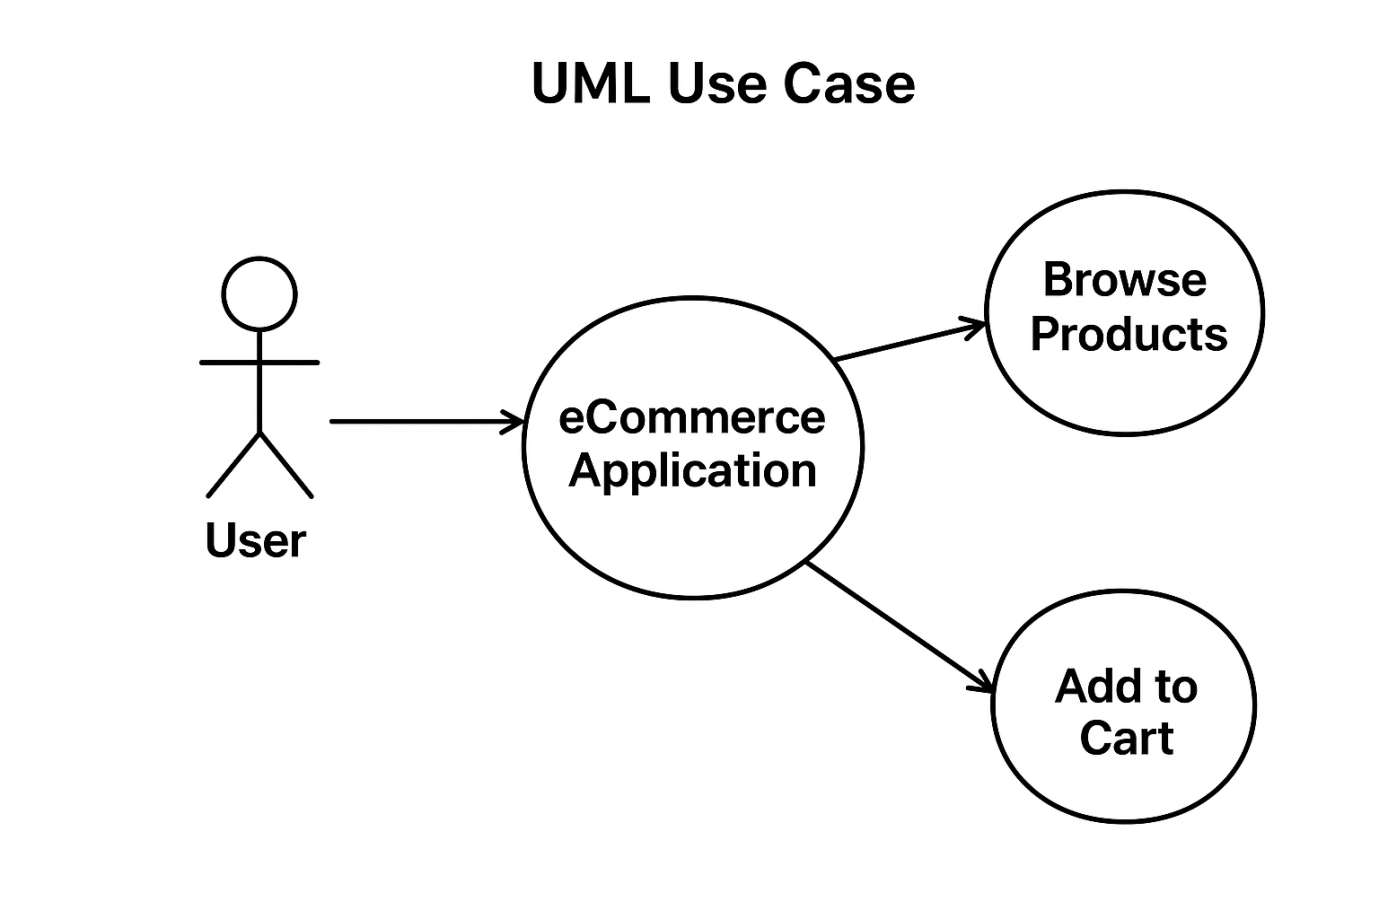 UML Use Case
User
eCommerce
Application
Browse
Products
Add to
Cart